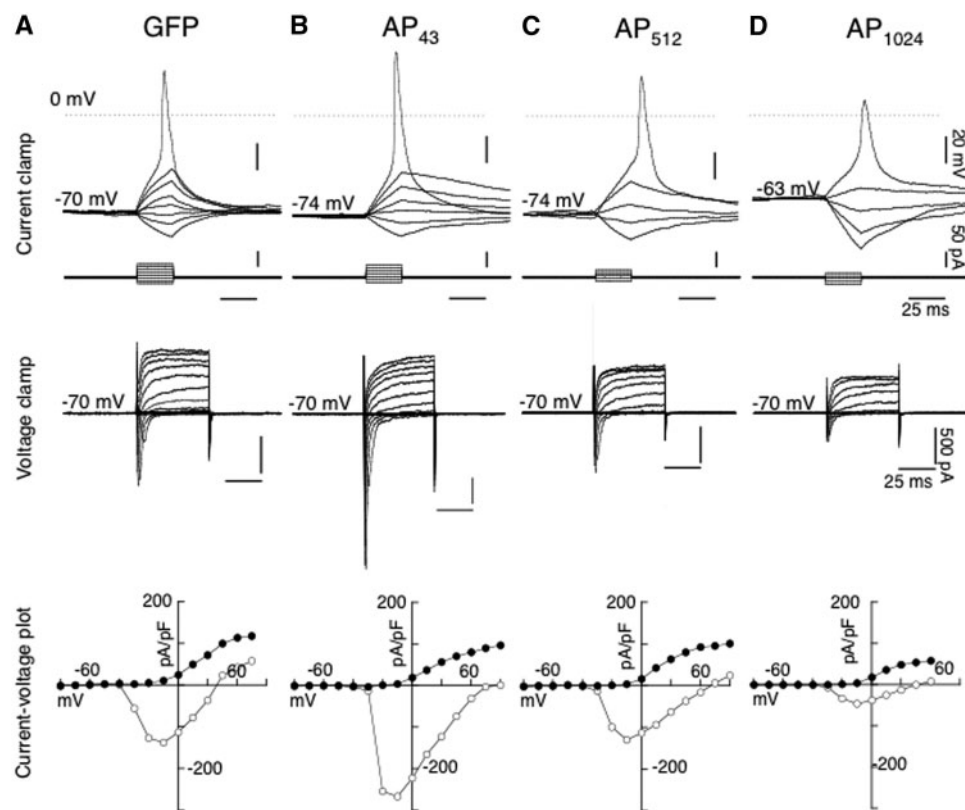 A GFP B AP43 C AP512 D AP1024
0 mV
20 mV
Current clamp
-70 mV -74 mV -74 mV -63 mV
50 pA
25 ms
Voltage clamp
-70 mV -70 mV -70 mV -70 mV
500 pA
25 ms
Current-voltage plot
200 200 200 200
pA/pF pA/pF pA/pF pA/pF
-60 60 -60 60 -60 60 -60 60
mV mV mV mV
-200 -200 -200 -200